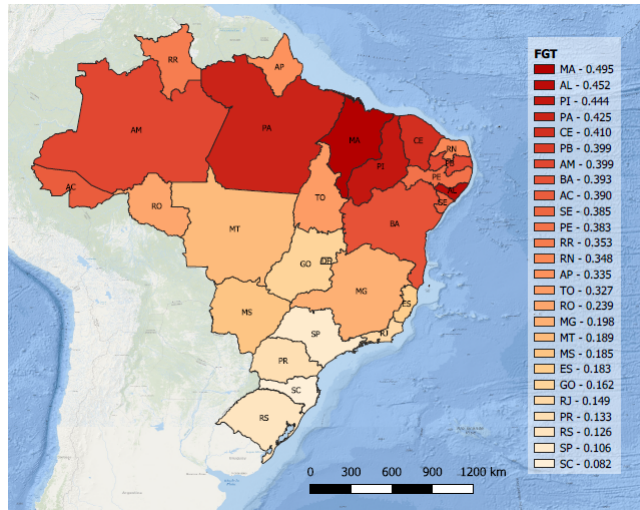 FGT
MA - 0.495
AL - 0.452
PI - 0.444
PA - 0.425
CE - 0.410
PB - 0.399
AM - 0.399
BA - 0.393
AC - 0.390
SE - 0.385
PE - 0.383
RR - 0.353
RN - 0.348
AP - 0.335
TO - 0.327
RO - 0.239
MG - 0.198
MT - 0.189
MS - 0.185
ES - 0.183
GO - 0.162
RJ - 0.149
PR - 0.133
RS - 0.126
SP - 0.106
SC - 0.082
RR
AP
AM
PA
MA
CE
RN
PB
PI
PE
AC
AL
SE
TO
RO
BA
MT
GO
DF
MG
MS
ES
SP
RJ
PR
SC
RS
0 300 600 900 1200 km